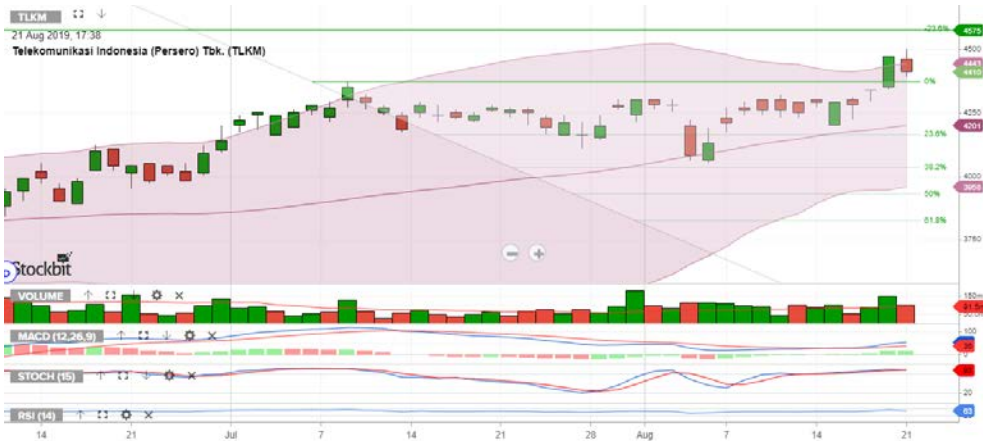 TLKM
21 Aug 2019, 17:38
Telekomunikasi Indonesia (Persero) Tbk. (TLKM)
-23.6%
4575
4500
4443
4410
0%
4250
4201
23.6%
38.2%
4000
3958
50%
61.8%
3750
Stockbit
VOLUME
150m
MACD (12,26,9)
100
STOCH (15)
20
RSI (14)
63
14
21
Jul
7
14
21
28
Aug
7
14
21